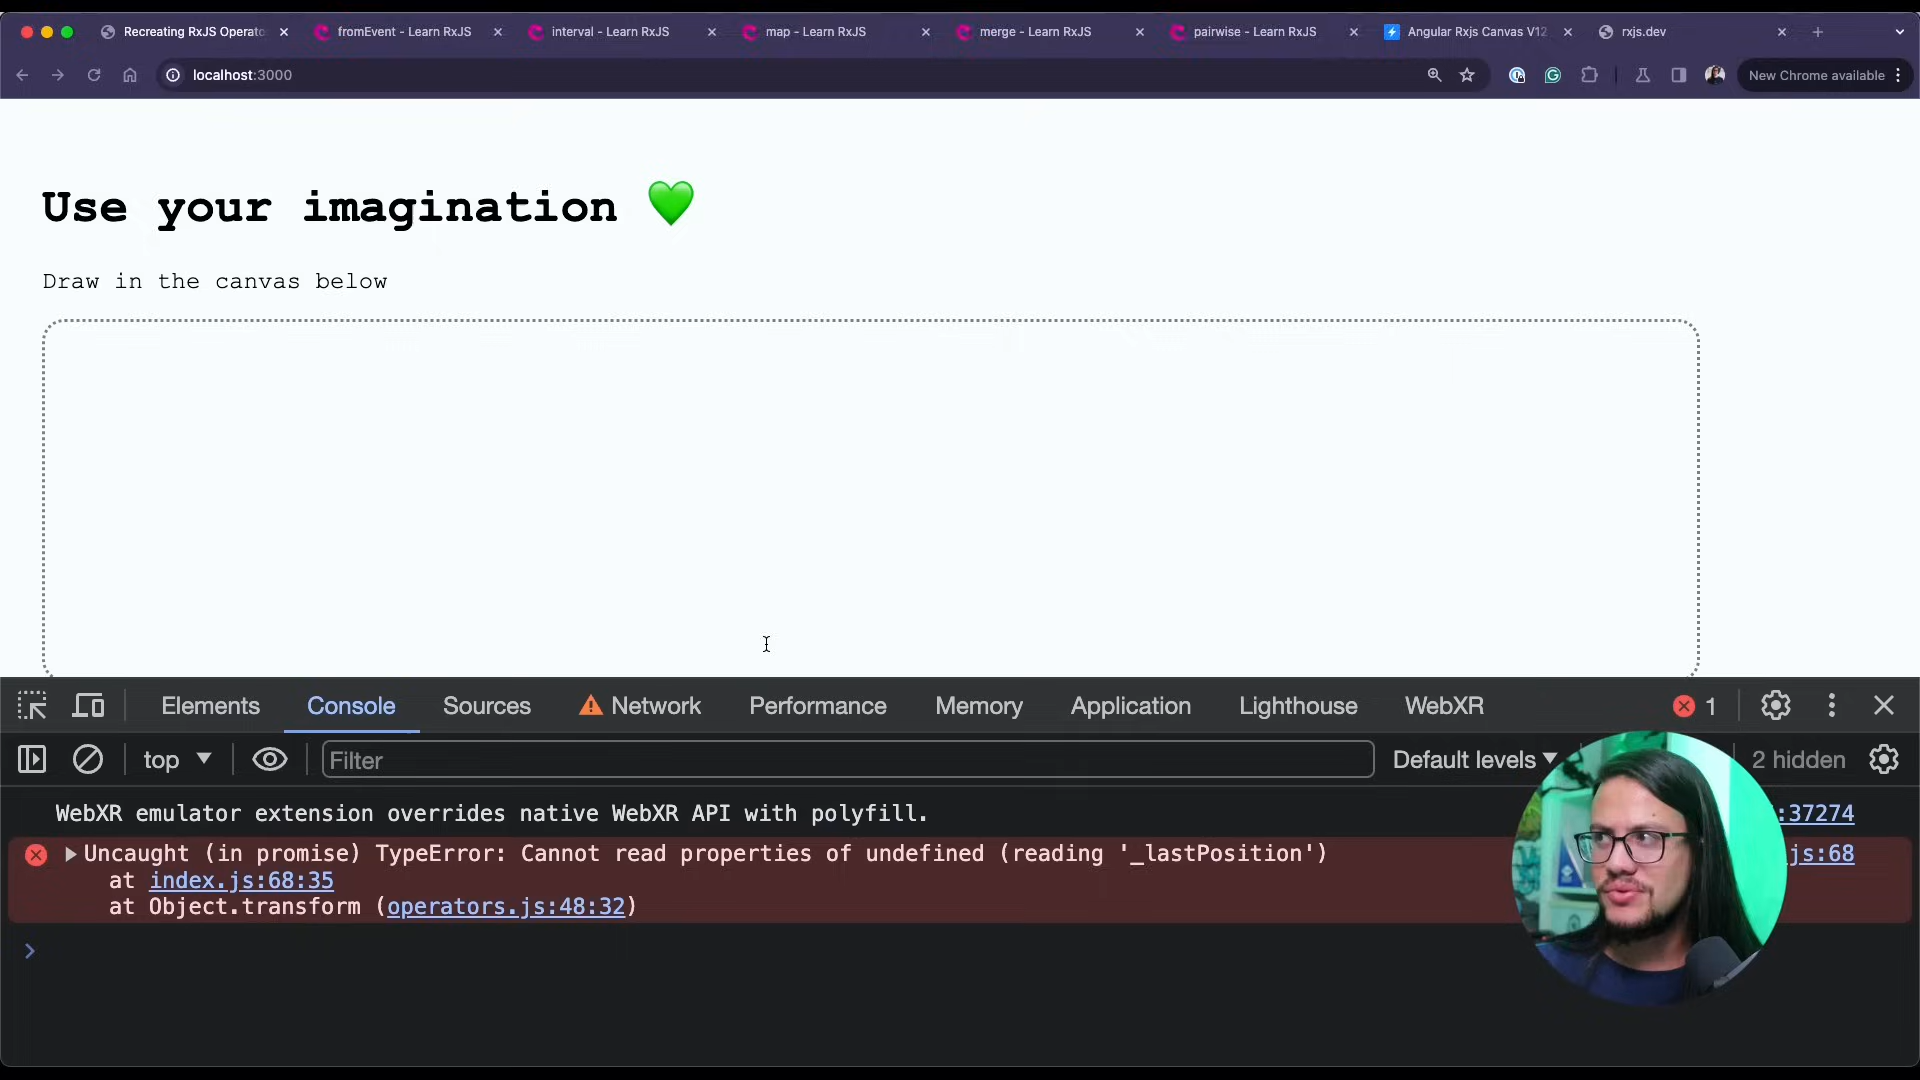 Recreating RxJS Operato
fromEvent - Learn RxJS
interval - Learn RxJS
map - Learn RxJS
merge - Learn RxJS
pairwise - Learn RxJS
Angular Rxjs Canvas V12
rxjs.dev
localhost:3000
New Chrome available
Use your imagination 💚
Draw in the canvas below
Elements
Console
Sources
Network
Performance
Memory
Application
Lighthouse
WebXR
1
top
Filter
Default levels
2 hidden
WebXR emulator extension overrides native WebXR API with polyfill.
:37274
Uncaught (in promise) TypeError: Cannot read properties of undefined (reading '_lastPosition')
js:68
at index.js:68:35
at Object.transform (operators.js:48:32)